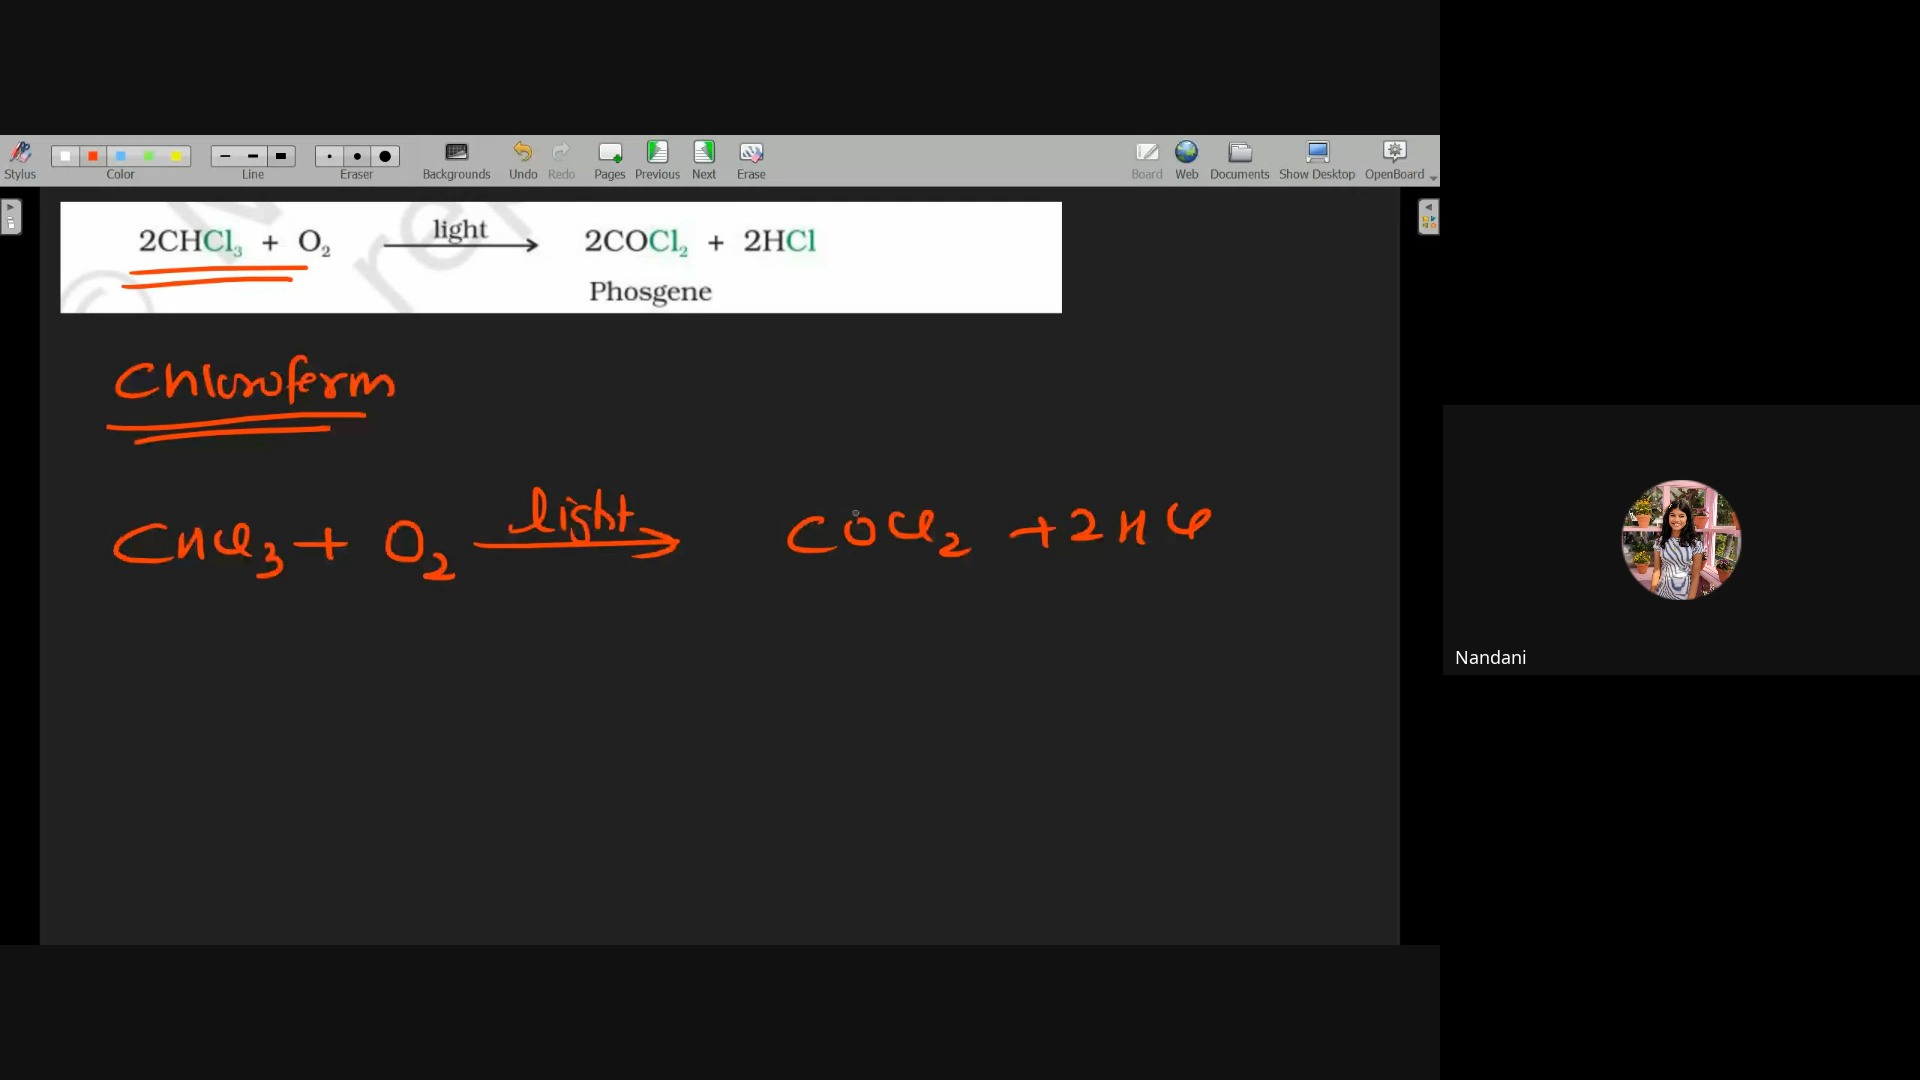 Stylus Color Line Eraser Backgrounds Undo Redo Pages Previous Next Erase Board Web Documents Show Desktop OpenBoard
2CHCl₃ + O₂ light → 2COCl₂ + 2HCl
Phosgene
Chloroform
CHCl₃ + O₂ light → COCl₂ + 2HCl
Nandani